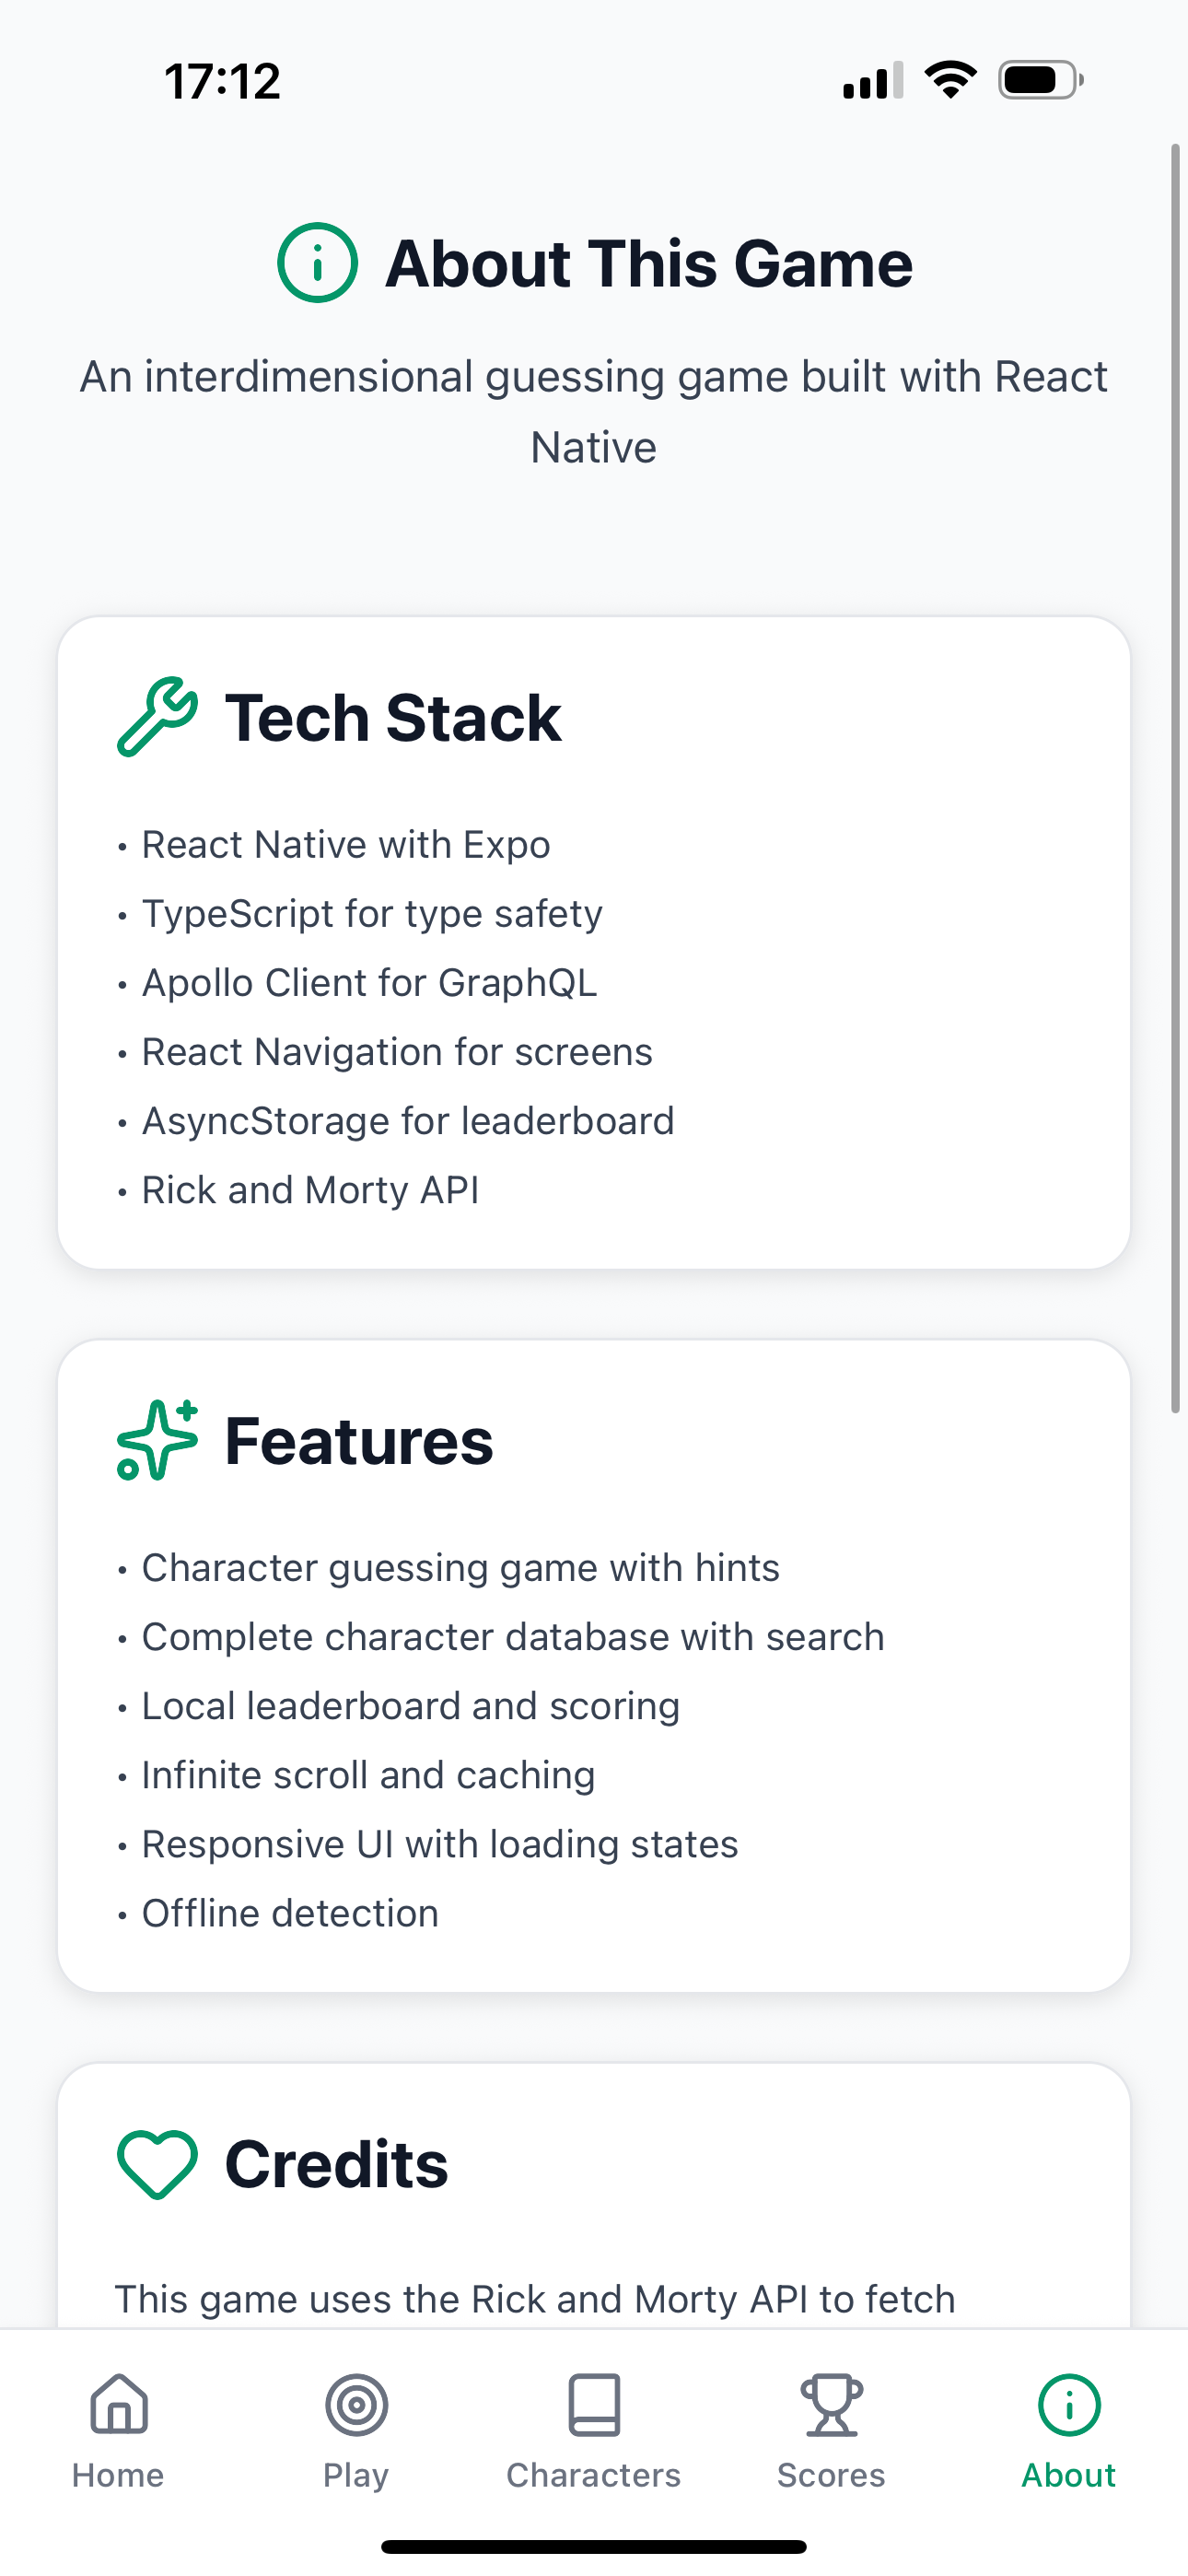 17:12
About This Game
An interdimensional guessing game built with React
Native
Tech Stack
• React Native with Expo
• TypeScript for type safety
• Apollo Client for GraphQL
• React Navigation for screens
• AsyncStorage for leaderboard
• Rick and Morty API
Features
• Character guessing game with hints
• Complete character database with search
• Local leaderboard and scoring
• Infinite scroll and caching
• Responsive UI with loading states
• Offline detection
Credits
This game uses the Rick and Morty API to fetch
Home Play Characters Scores About